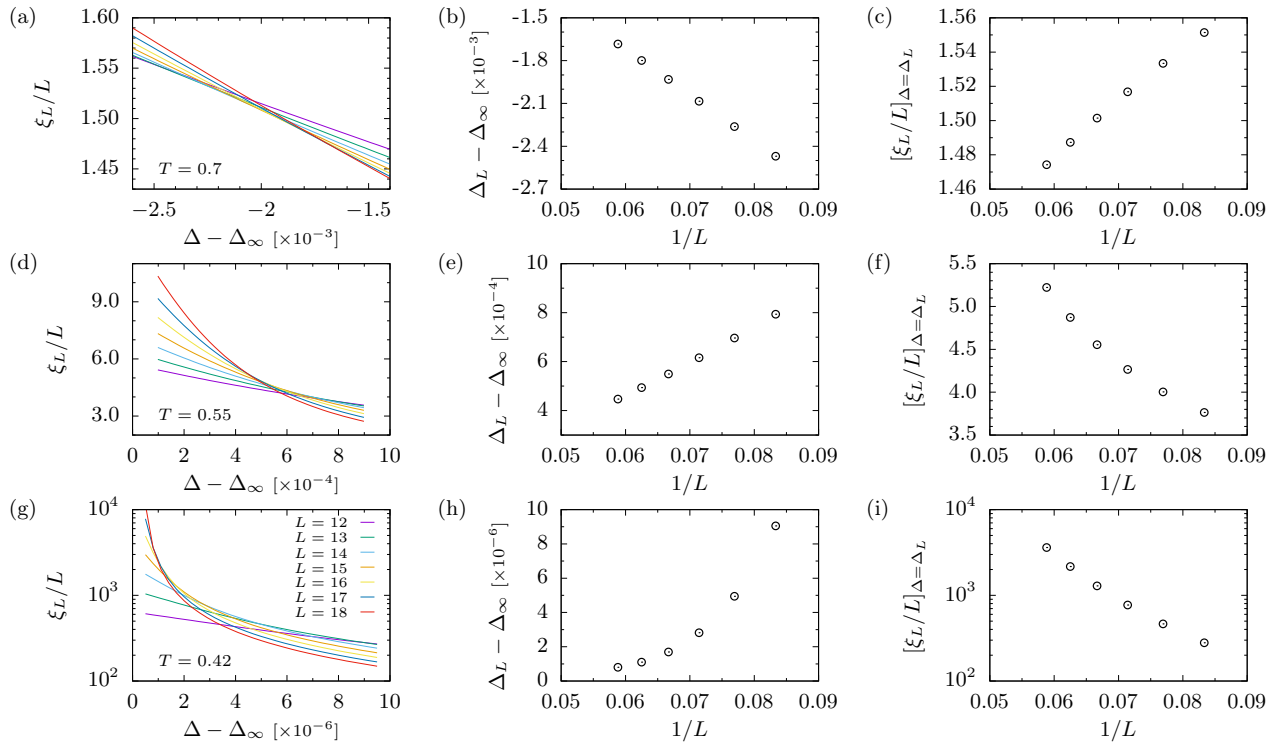 (a)
1.60
1.55
1.50
1.45
ξ_L/L
T = 0.7
−2.5
−2
−1.5
Δ − Δ_∞ [×10^−3]
(b)
-1.5
-1.8
-2.1
-2.4
-2.7
Δ_L − Δ_∞ [×10^−3]
0.05 0.06 0.07 0.08 0.09
1/L
(c)
1.56
1.54
1.52
1.50
1.48
1.46
[ξ_L/L]_Δ=Δ_L
0.05 0.06 0.07 0.08 0.09
1/L
(d)
9.0
6.0
3.0
ξ_L/L
T = 0.55
0 2 4 6 8 10
Δ − Δ_∞ [×10^−4]
(e)
10
8
6
4
Δ_L − Δ_∞ [×10^−4]
0.05 0.06 0.07 0.08 0.09
1/L
(f)
5.5
5.0
4.5
4.0
3.5
[ξ_L/L]_Δ=Δ_L
0.05 0.06 0.07 0.08 0.09
1/L
(g)
10^4
10^3
10^2
ξ_L/L
L = 12
L = 13
L = 14
L = 15
L = 16
L = 17
L = 18
T = 0.42
0 2 4 6 8 10
Δ − Δ_∞ [×10^−6]
(h)
10
8
6
4
2
0
Δ_L − Δ_∞ [×10^−6]
0.05 0.06 0.07 0.08 0.09
1/L
(i)
10^4
10^3
10^2
[ξ_L/L]_Δ=Δ_L
0.05 0.06 0.07 0.08 0.09
1/L